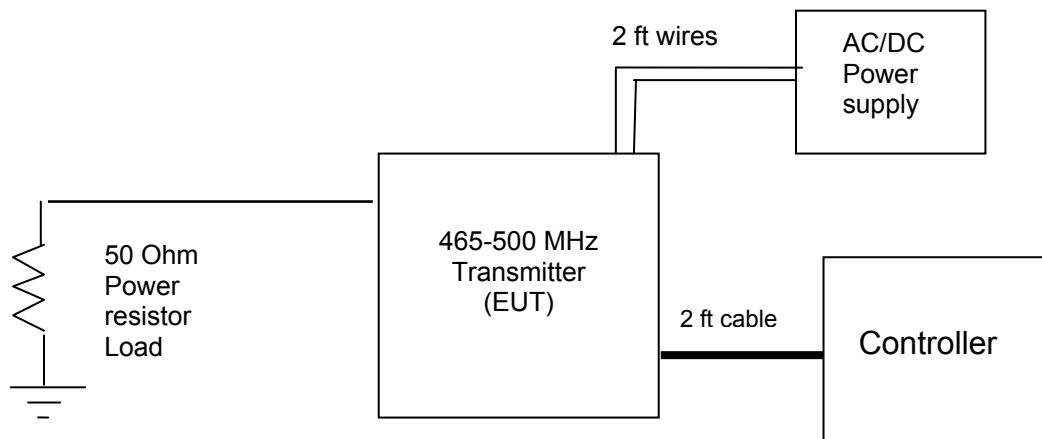 2 ft wires
AC/DC
Power
supply
50 Ohm
Power
resistor
Load
465-500 MHz
Transmitter
(EUT)
2 ft cable
Controller